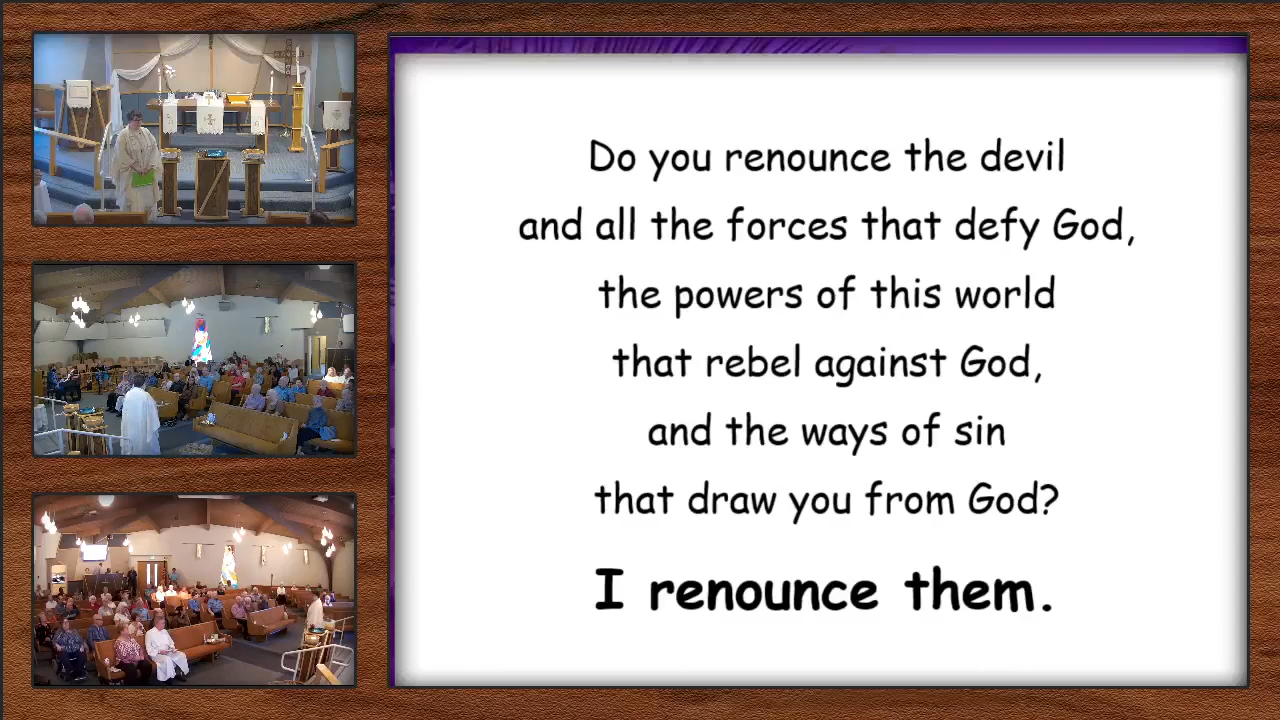 Do you renounce the devil
and all the forces that defy God,
the powers of this world
that rebel against God,
and the ways of sin
that draw you from God?
I renounce them.